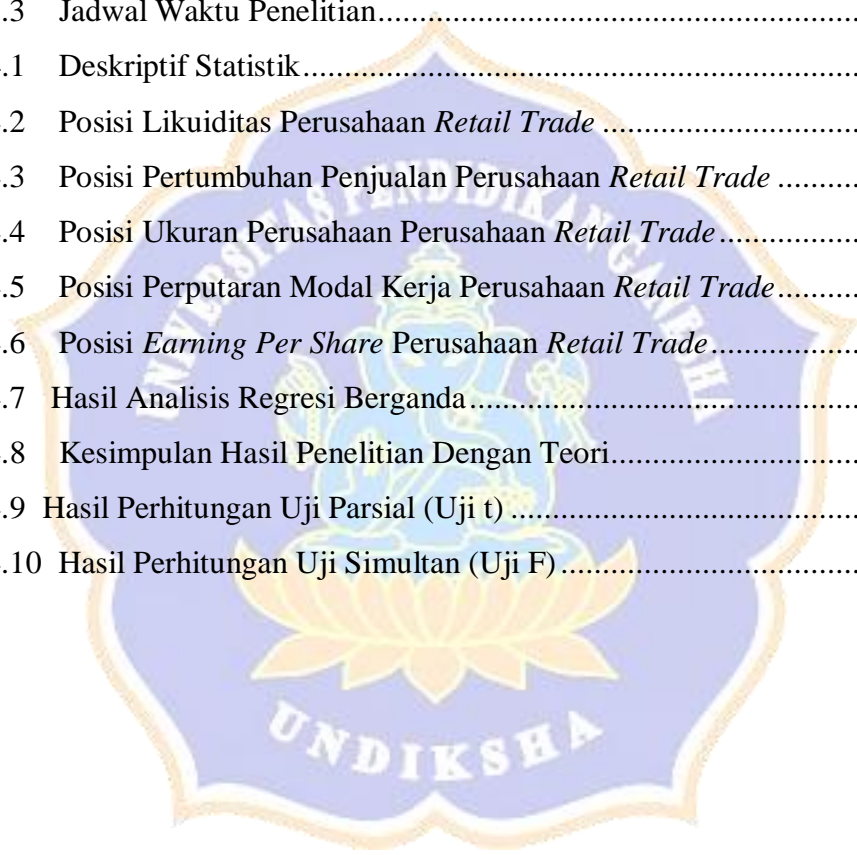 .3 Jadwal Waktu Penelitian........................................................
.1 Deskriptif Statistik................................................................
.2 Posisi Likuiditas Perusahaan Retail Trade ................................
.3 Posisi Pertumbuhan Penjualan Perusahaan Retail Trade ..........
.4 Posisi Ukuran Perusahaan Perusahaan Retail Trade.................
.5 Posisi Perputaran Modal Kerja Perusahaan Retail Trade..........
.6 Posisi Earning Per Share Perusahaan Retail Trade..................
.7 Hasil Analisis Regresi Berganda................................................
.8 Kesimpulan Hasil Penelitian Dengan Teori..............................
.9 Hasil Perhitungan Uji Parsial (Uji t) ..........................................
.10 Hasil Perhitungan Uji Simultan (Uji F)....................................
UNIVERSITAS PENDIDIKAN GANESHA
UNDIKSHA